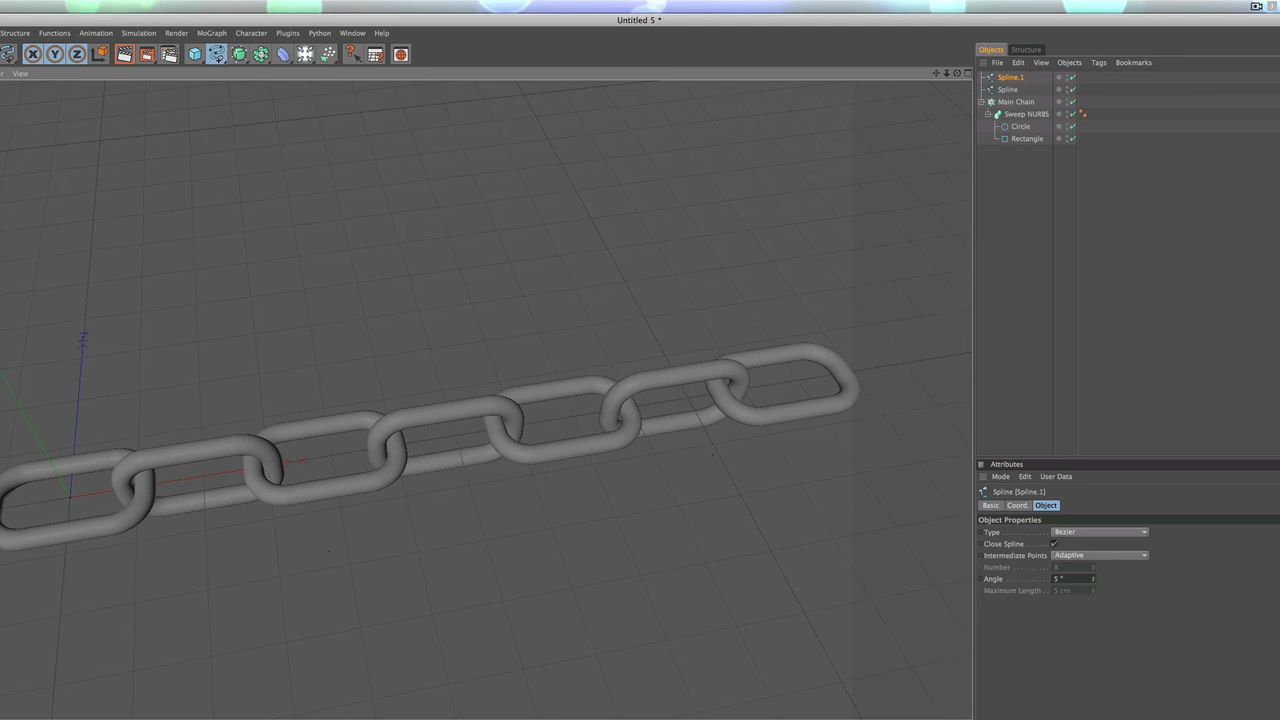 Untitled 5 *
Structure Functions Animation Simulation Render MoGraph Character Plugins Python Window Help
X Y Z
View
Objects Structure
File Edit View Objects Tags Bookmarks
Spline.1
Spline
Main Chain
Sweep NURBS
Circle
Rectangle
Attributes
Mode Edit User Data
Spline [Spline.1]
Basic Coord. Object
Object Properties
Type Bezier
Close Spline
Intermediate Points Adaptive
Number 8
Angle 5 °
Maximum Length 5 cm